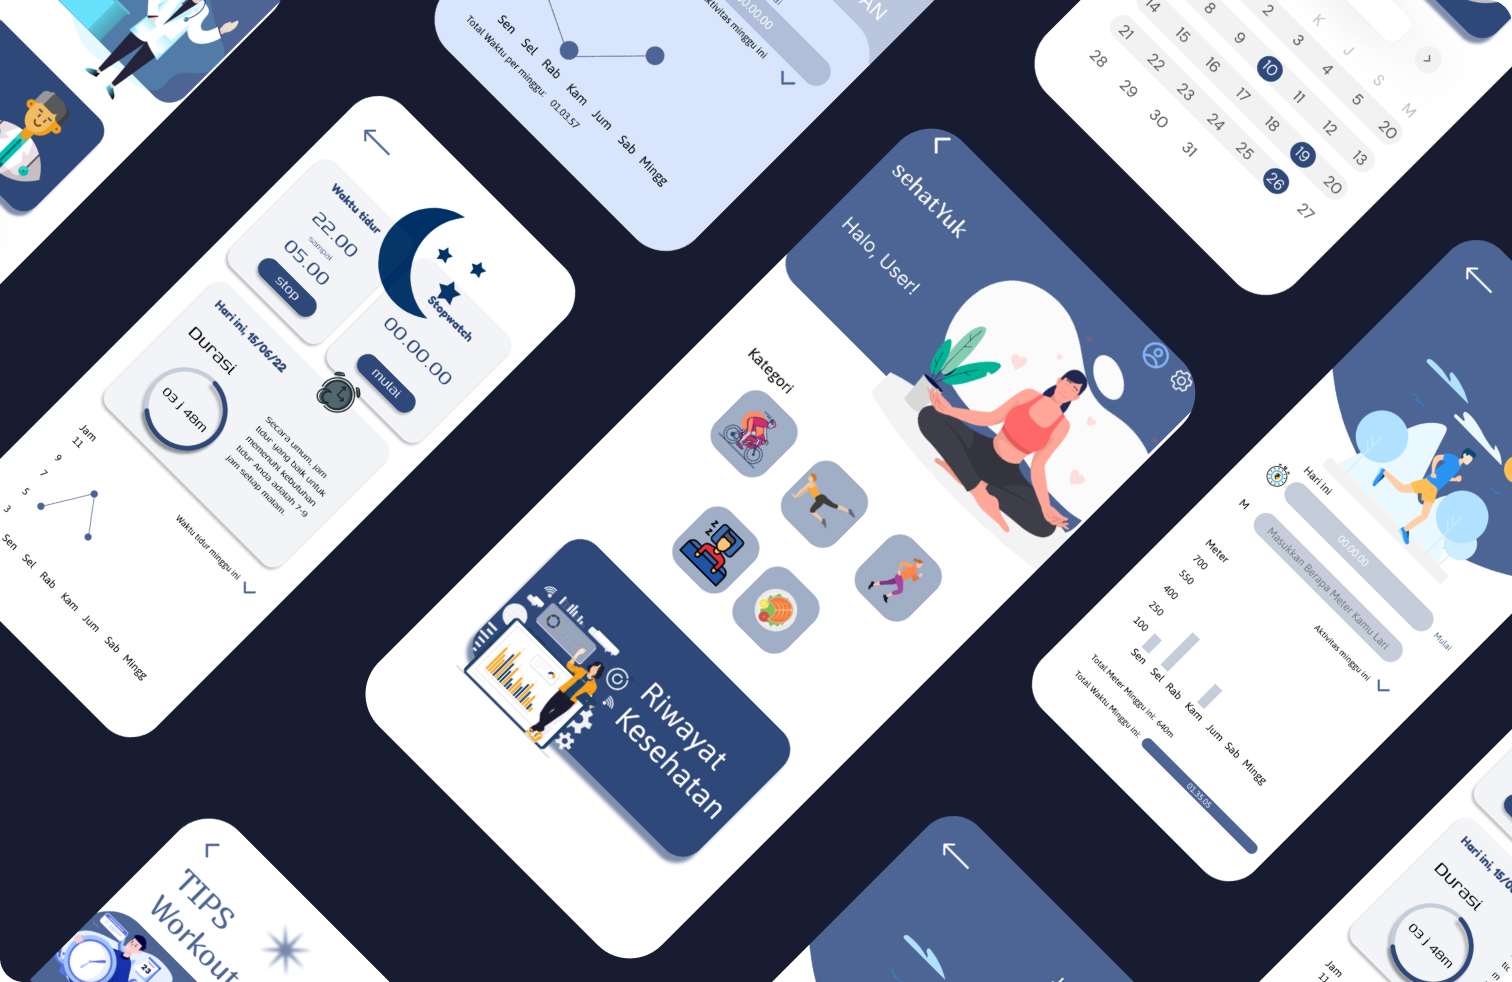 Waktu tidur
22.00
sampai
05.00
stop
Stopwatch
00.00.00
mulai
Hari ini, 15/06/22
Durasi
03 j 48m
Secara umum, jam
tidur yang baik untuk
memenuhi kebutuhan
tidur Anda adalah 7-9
jam setiap malam.
Waktu tidur minggu ini
Jam
11
9
7
5
3
Sen Sel Rab Kam Jum Sab Mingg
00.00.00
Aktivitas minggu ini
Sen Sel Rab Kam Jum Sab Mingg
Total Waktu per minggu: 01.03.57
sehatYuk
Halo, User!
Kategori
Riwayat
Kesehatan
K J S M
2 3 4 5 20
8 9 10 11 12 13
14 15 16 17 18 19 20
21 22 23 24 25 26 27
28 29 30 31
Hari ini
00.00.00
M
Masukkan Berapa Meter Kamu Lari
Mulai
Aktivitas minggu ini
Meter
700
550
400
250
100
Sen Sel Rab Kam Jum Sab Mingg
Total Meter Minggu ini: 640m
Total Waktu Minggu ini:
01.35.05
TIPS
Workout
23
Hari ini, 15/0
Durasi
03 j 48m
Jam
11